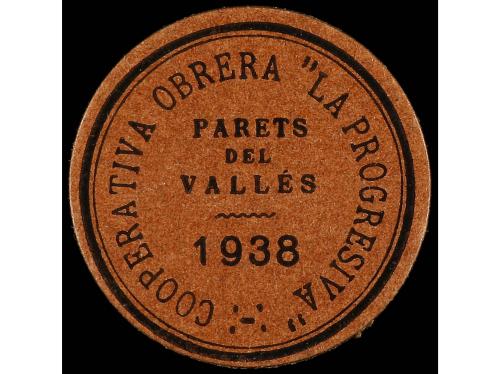 COOPERATIVA OBRERA "LA PROGRESIVA"
PARETS
DEL
VALLÉS
1938